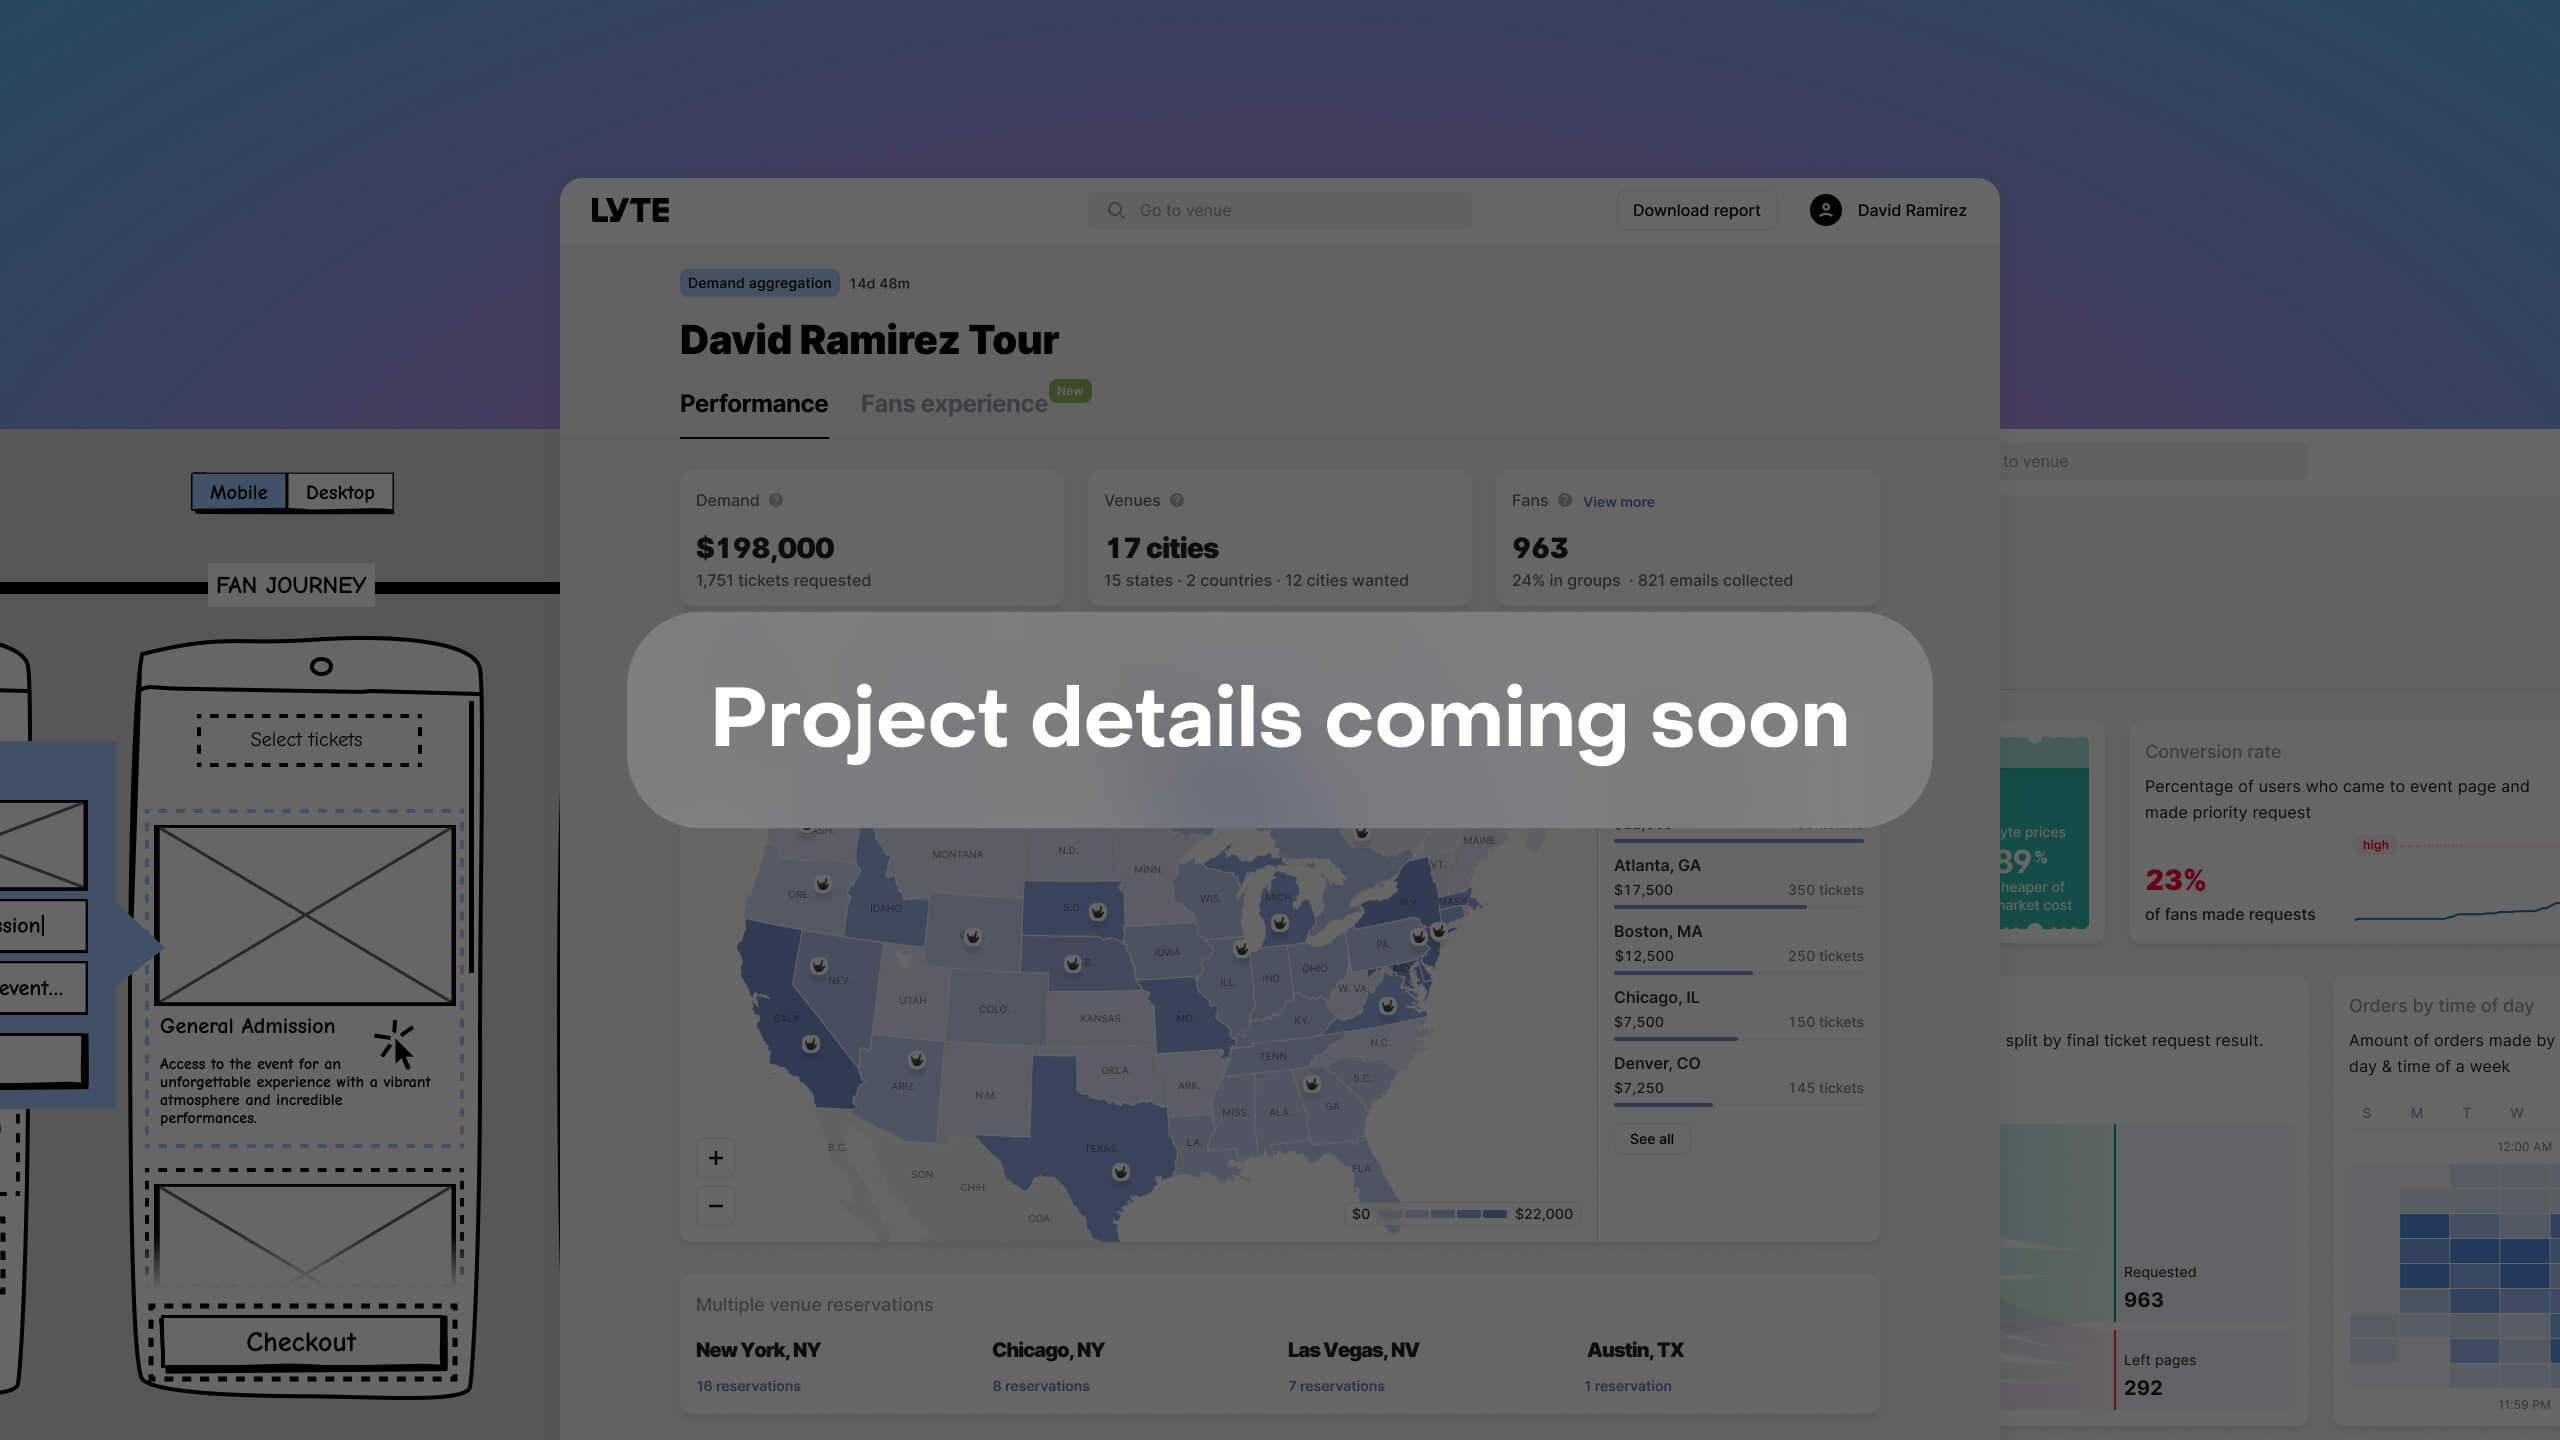 LYTE
Go to venue
Download report
David Ramirez
Demand aggregation
14d 48m
David Ramirez Tour
Performance
Fans experience
New
Demand
$198,000
1,751 tickets requested
Venues
17 cities
15 states · 2 countries · 12 cities wanted
Fans
View more
963
24% in groups · 821 emails collected
Project details coming soon
Mobile
Desktop
FAN JOURNEY
Select tickets
General Admission
Access to the event for an
unforgettable experience with a vibrant
atmosphere and incredible
performances.
Checkout
event...
MONTANA
N.D.
MINN.
MAINE
VT.
ORE.
IDAHO
S.D.
WIS.
MICH.
N.Y.
MASS.
IOWA
PA.
NEV.
UTAH
COLO.
ILL.
IND.
OHIO
W. VA.
CALIF.
KANSAS
MO.
KY.
ARIZ.
N.M.
OKLA.
ARK.
TENN.
N.C.
S.C.
MISS.
ALA.
GA.
TEXAS
LA.
FLA.
B.C.
SON.
CHIH.
COA.
+
−
$0
$22,000
Atlanta, GA
$17,500
350 tickets
Boston, MA
$12,500
250 tickets
Chicago, IL
$7,500
150 tickets
Denver, CO
$7,250
145 tickets
See all
Multiple venue reservations
New York, NY
16 reservations
Chicago, NY
8 reservations
Las Vegas, NV
7 reservations
Austin, TX
1 reservation
to venue
yte prices
39%
heaper of
arket cost
Conversion rate
Percentage of users who came to event page and
made priority request
high
23%
of fans made requests
split by final ticket request result.
Requested
963
Left pages
292
Orders by time of day
Amount of orders made by
day & time of a week
S M T W
12:00 AM
11:59 PM